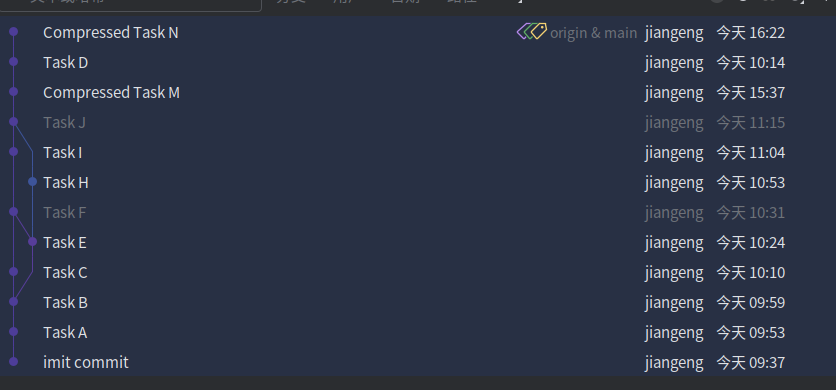 Compressed Task N origin & main jiangeng 今天 16:22
Task D jiangeng 今天 10:14
Compressed Task M jiangeng 今天 15:37
Task J jiangeng 今天 11:15
Task I jiangeng 今天 11:04
Task H jiangeng 今天 10:53
Task F jiangeng 今天 10:31
Task E jiangeng 今天 10:24
Task C jiangeng 今天 10:10
Task B jiangeng 今天 09:59
Task A jiangeng 今天 09:53
imit commit jiangeng 今天 09:37